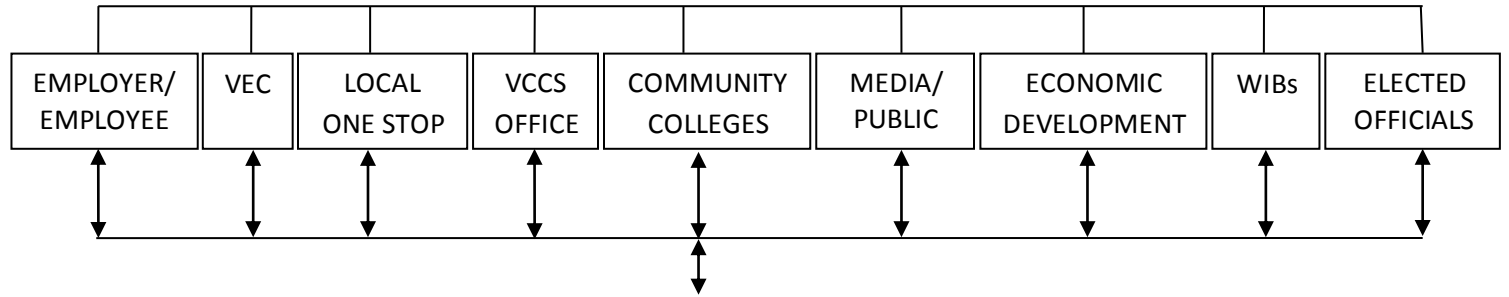 EMPLOYER/
EMPLOYEE
VEC
LOCAL
ONE STOP
VCCS
OFFICE
COMMUNITY
COLLEGES
MEDIA/
PUBLIC
ECONOMIC
DEVELOPMENT
WIBs
ELECTED
OFFICIALS